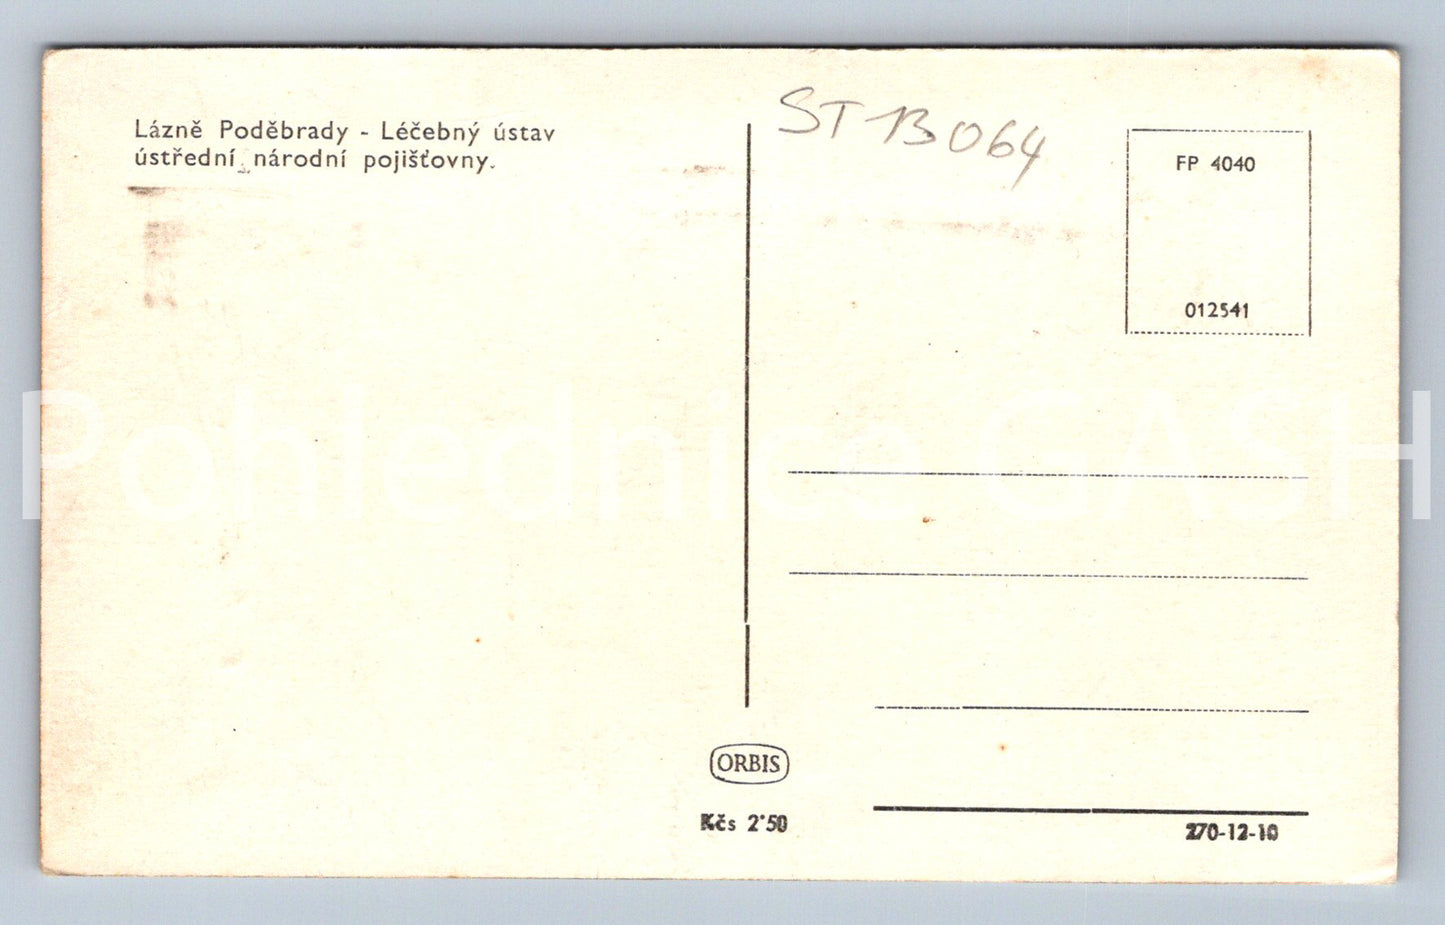 Lázně Poděbrady - Léčebný ústav
ústřední národní pojišťovny.
ST B 064
FP 4040
012541
Pohlednice GASH
ORBIS
Kčs 2'50
270-12-10